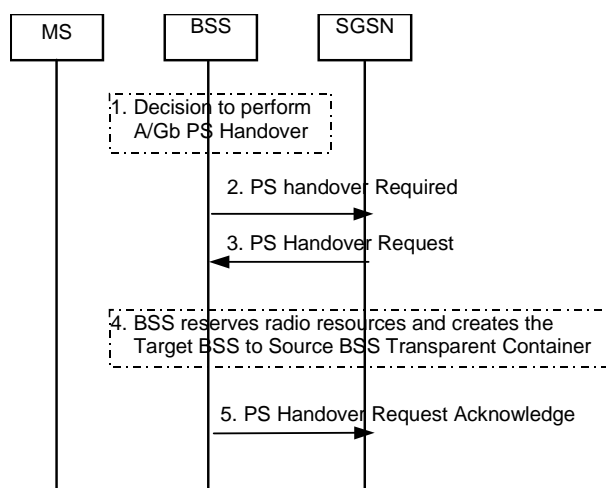 MS
BSS
SGSN
1. Decision to perform
A/Gb PS Handover
2. PS handover Required
3. PS Handover Request
4. BSS reserves radio resources and creates the
Target BSS to Source BSS Transparent Container
5. PS Handover Request Acknowledge